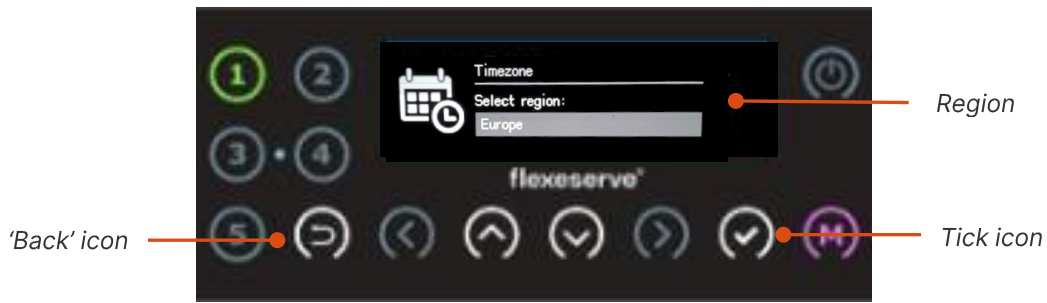 1 2
Timezone
Select region:
Europe
Region
3 4
flexeserve®
'Back' icon
5
M
Tick icon